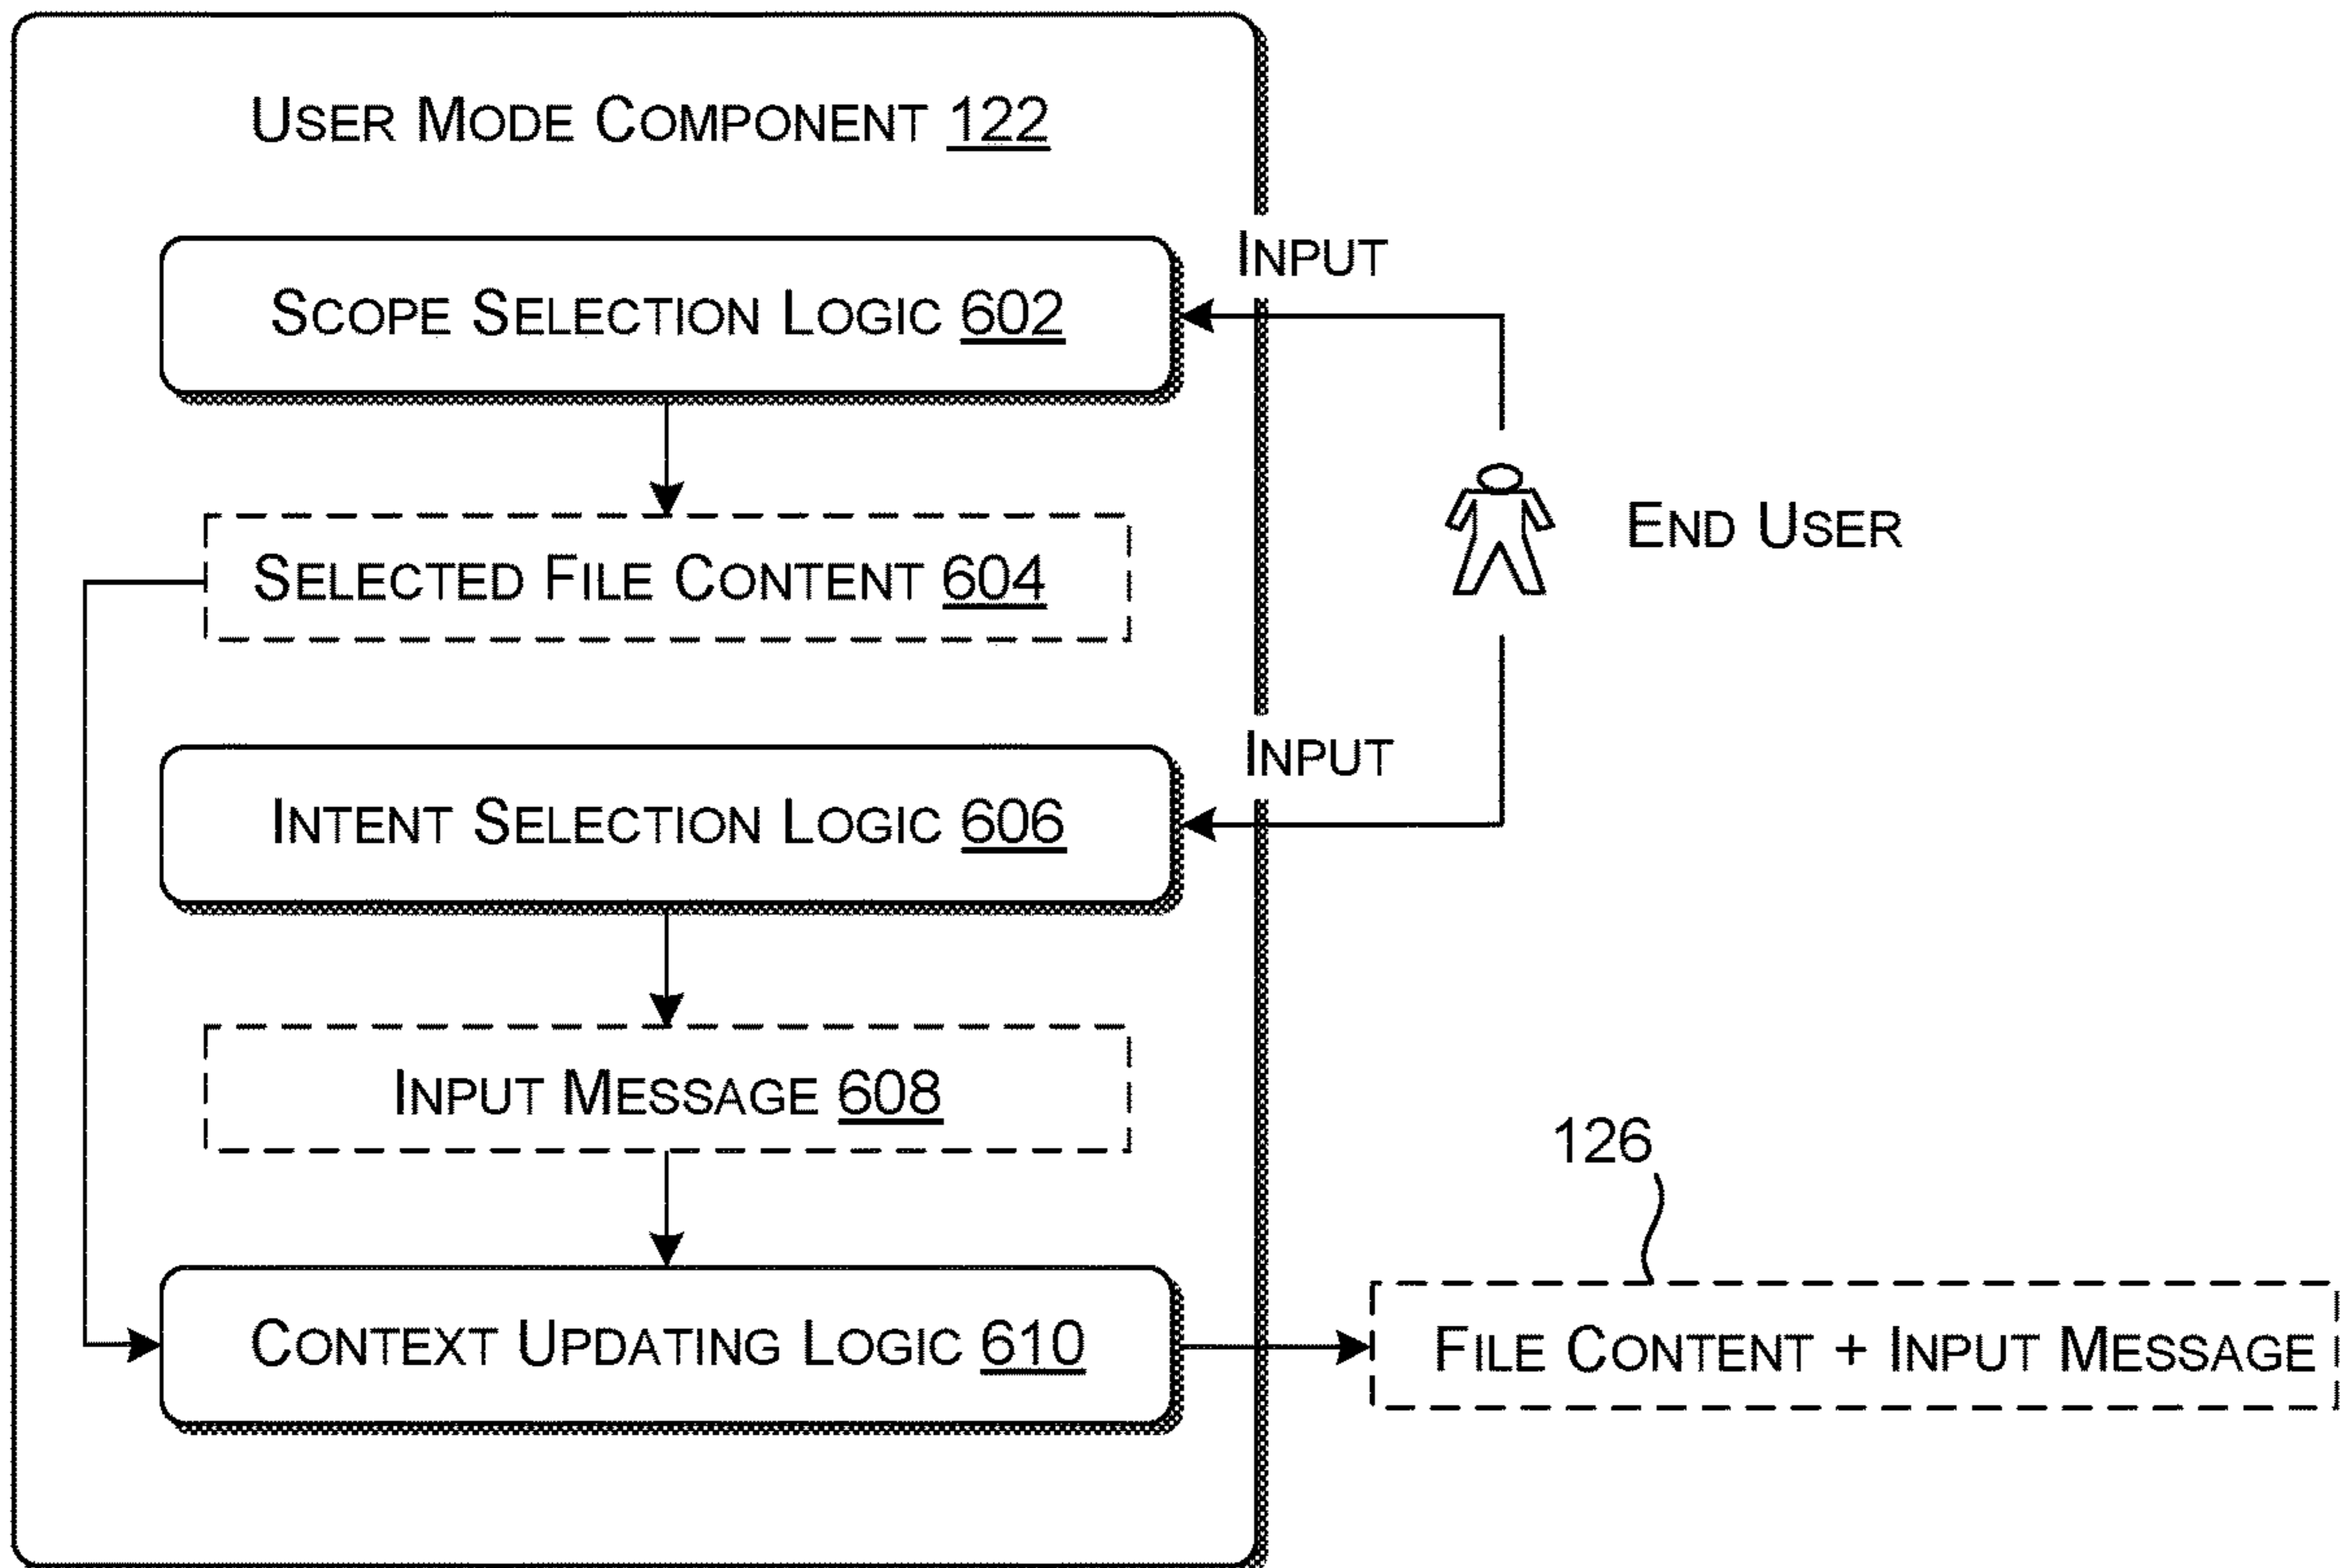 USER MODE COMPONENT 122
INPUT
SCOPE SELECTION LOGIC 602
END USER
SELECTED FILE CONTENT 604
INPUT
INTENT SELECTION LOGIC 606
INPUT MESSAGE 608
126
CONTEXT UPDATING LOGIC 610
FILE CONTENT + INPUT MESSAGE